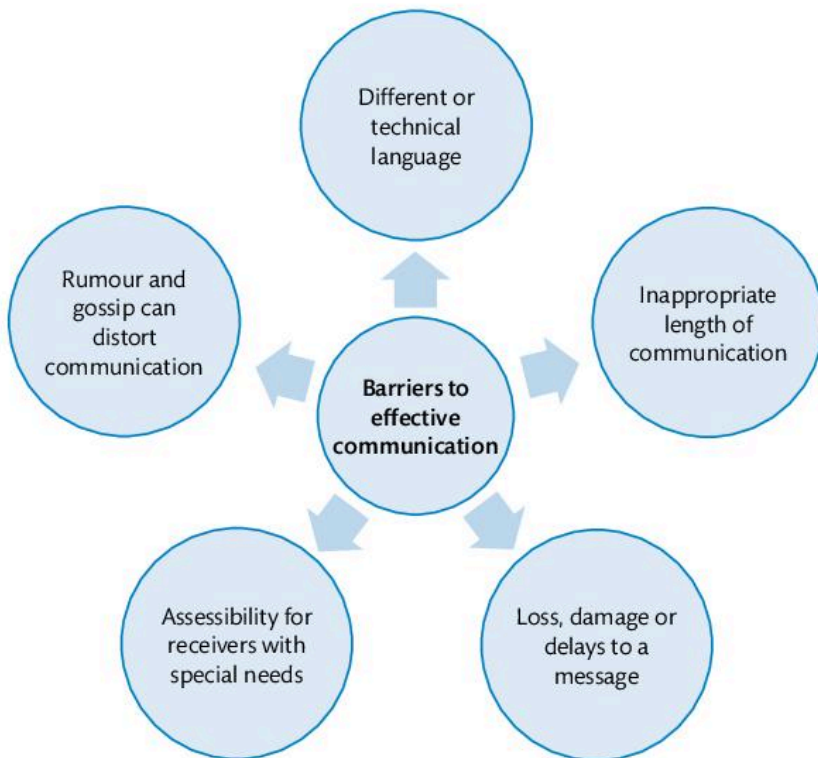 Different or
technical
language
Rumour and
gossip can
distort
communication
Inappropriate
length of
communication
Barriers to
effective
communication
Assessibility for
receivers with
special needs
Loss, damage or
delays to a
message